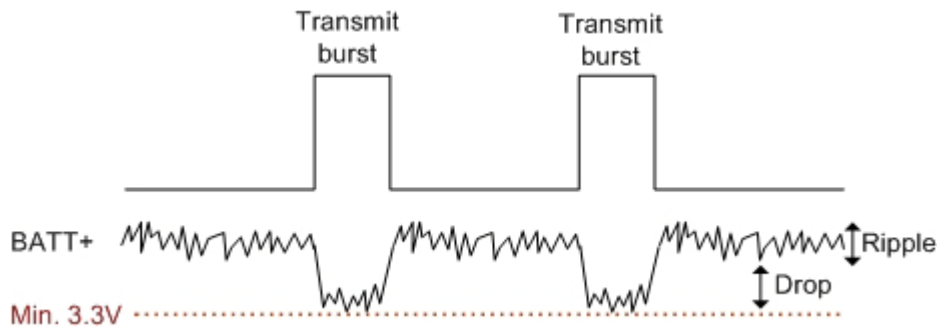 Transmit
burst
Transmit
burst
BATT+
Ripple
Drop
Min. 3.3V